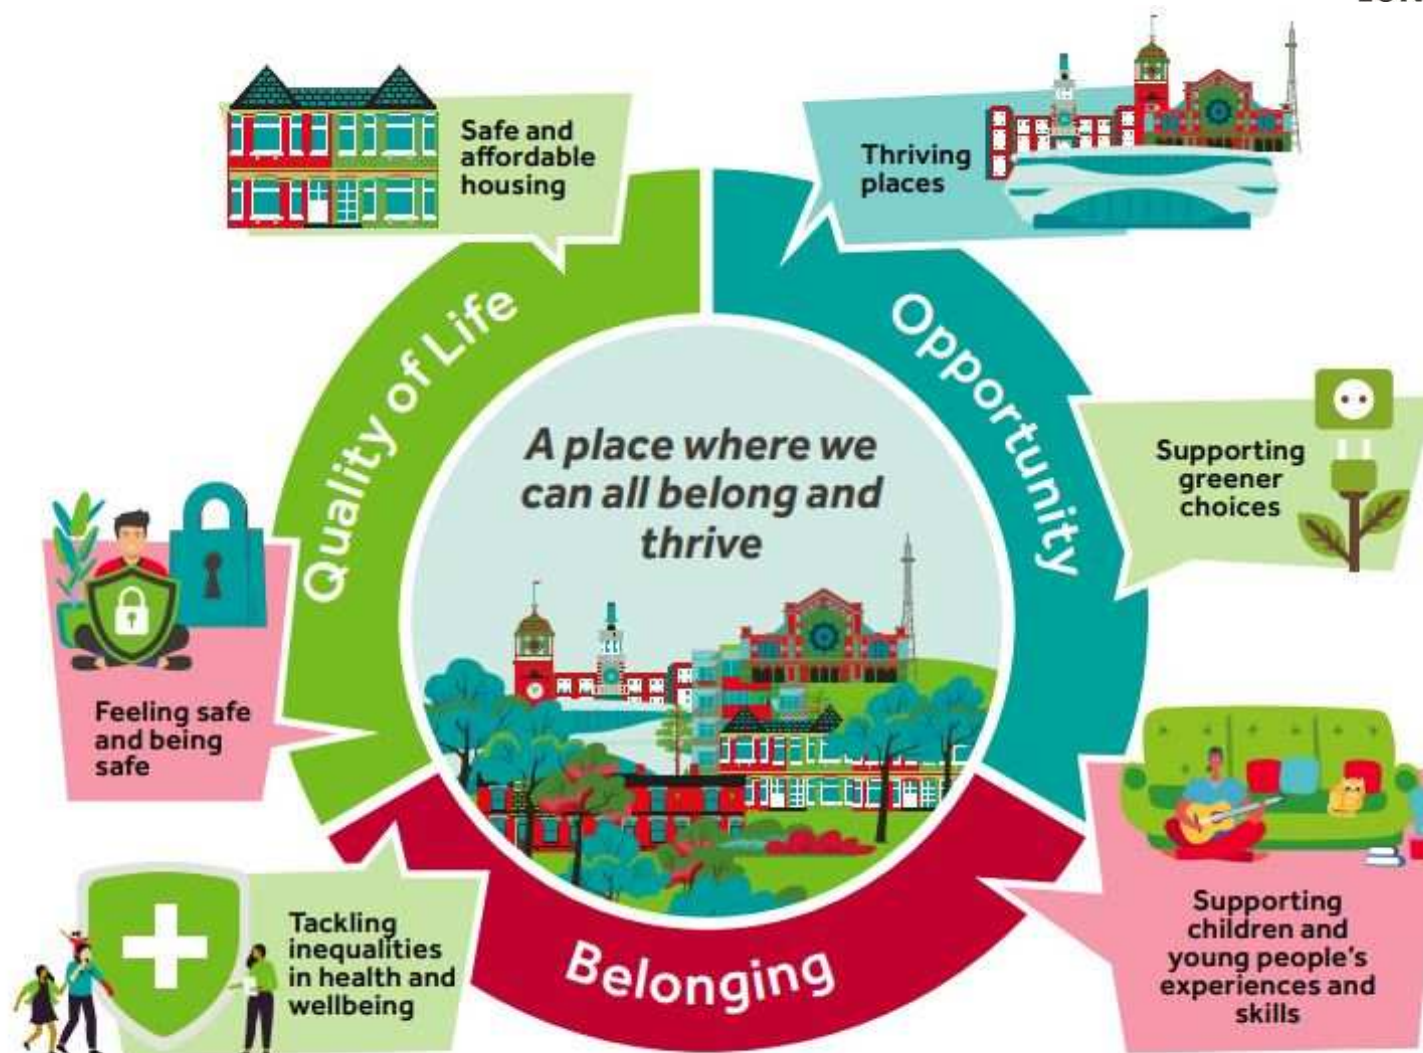 Safe and
affordable
housing
Thriving
places
Quality of Life
Opportunity
A place where we
can all belong and
thrive
Supporting
greener
choices
Feeling safe
and being
safe
Tackling
inequalities
in health and
wellbeing
Belonging
Supporting
children and
young people's
experiences and
skills